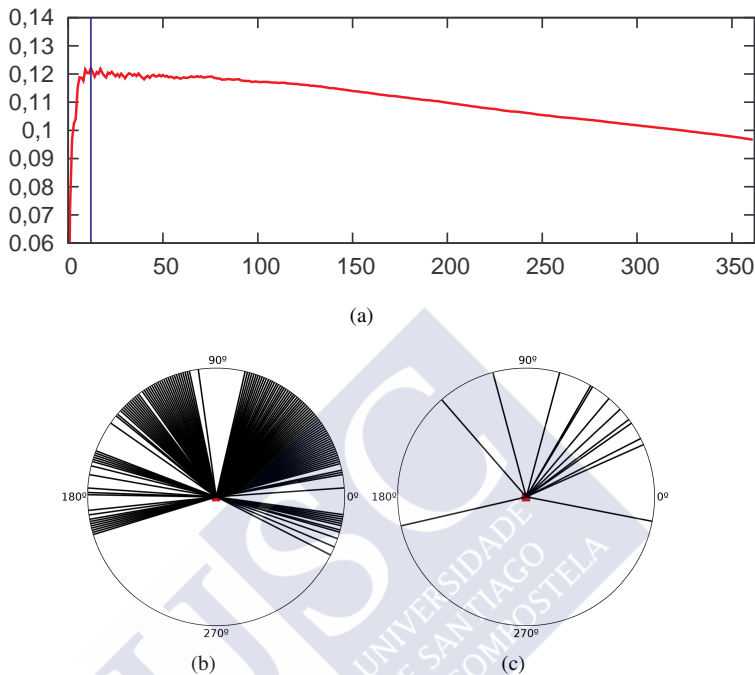 0,14
0,13
0,12
0,11
0,1
0,09
0,08
0,07
0.06
0 50 100 150 200 250 300 350
(a)
90º 90º
180º 0º 180º 0º
270º 270º
(b) (c)
USC
UNIVERSIDADE
DE SANTIAGO
DE COMPOSTELA